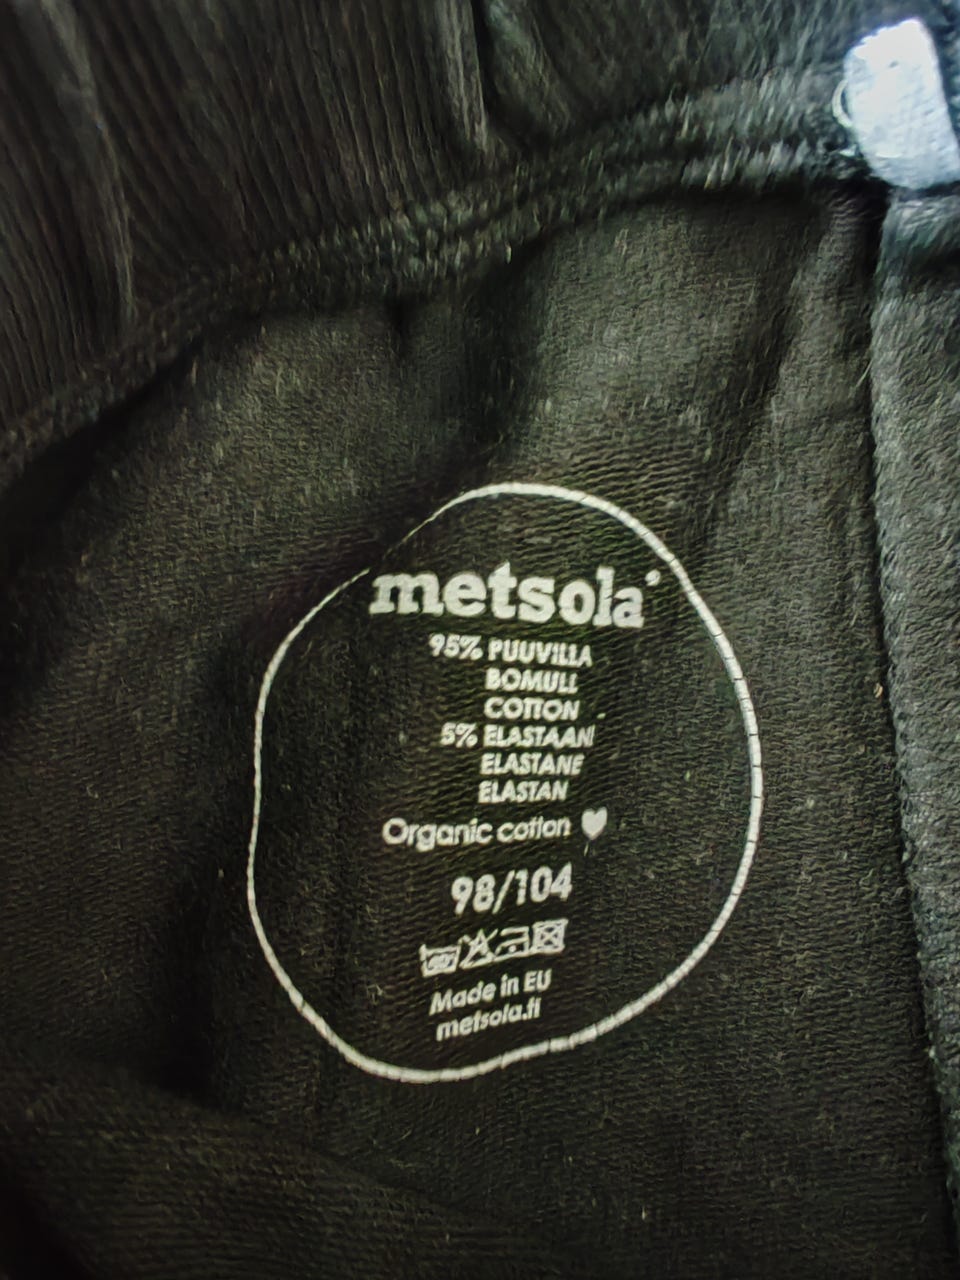 metsola
95% PUUVILLA
BOMULL
COTTON
5% ELASTAANI
ELASTANE
ELASTAN
Organic cotton
98/104
Made in EU
metsola.fi